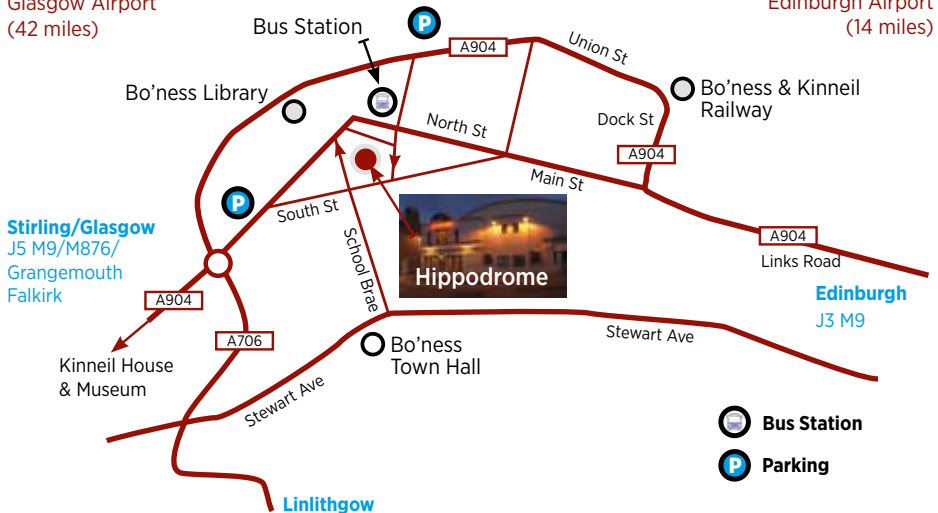 Glasgow Airport
(42 miles)
Edinburgh Airport
(14 miles)
P
Bus Station
A904
Union St
Bo'ness Library
Bo'ness & Kinneil
Railway
North St
Dock St
A904
Main St
P
South St
School Brae
Stirling/Glasgow
J5 M9/M876/
Grangemouth
Falkirk
Hippodrome
A904
Links Road
Edinburgh
J3 M9
A904
A706
Kinneil House
& Museum
Bo'ness
Town Hall
Stewart Ave
Stewart Ave
Bus Station
P
Parking
Linlithgow